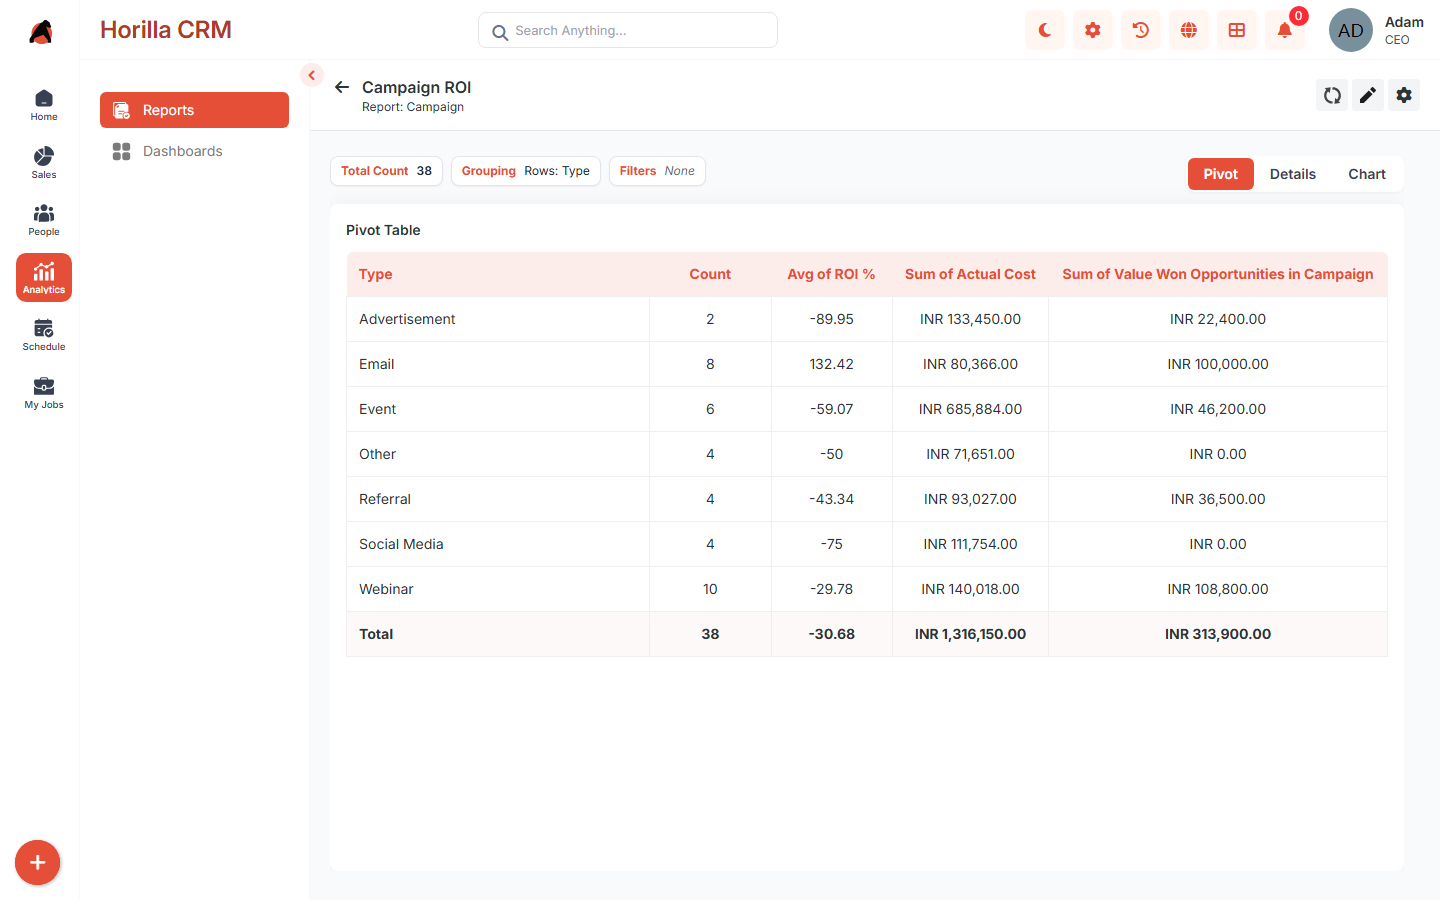 Horilla CRM
Search Anything...
0
AD
Adam
CEO
Home
Sales
People
Analytics
Schedule
My Jobs
Reports
Dashboards
Campaign ROI
Report: Campaign
Total Count 38
Grouping Rows: Type
Filters None
Pivot Details Chart
Pivot Table
Type Count Avg of ROI % Sum of Actual Cost Sum of Value Won Opportunities in Campaign
Advertisement 2 -89.95 INR 133,450.00 INR 22,400.00
Email 8 132.42 INR 80,366.00 INR 100,000.00
Event 6 -59.07 INR 685,884.00 INR 46,200.00
Other 4 -50 INR 71,651.00 INR 0.00
Referral 4 -43.34 INR 93,027.00 INR 36,500.00
Social Media 4 -75 INR 111,754.00 INR 0.00
Webinar 10 -29.78 INR 140,018.00 INR 108,800.00
Total 38 -30.68 INR 1,316,150.00 INR 313,900.00